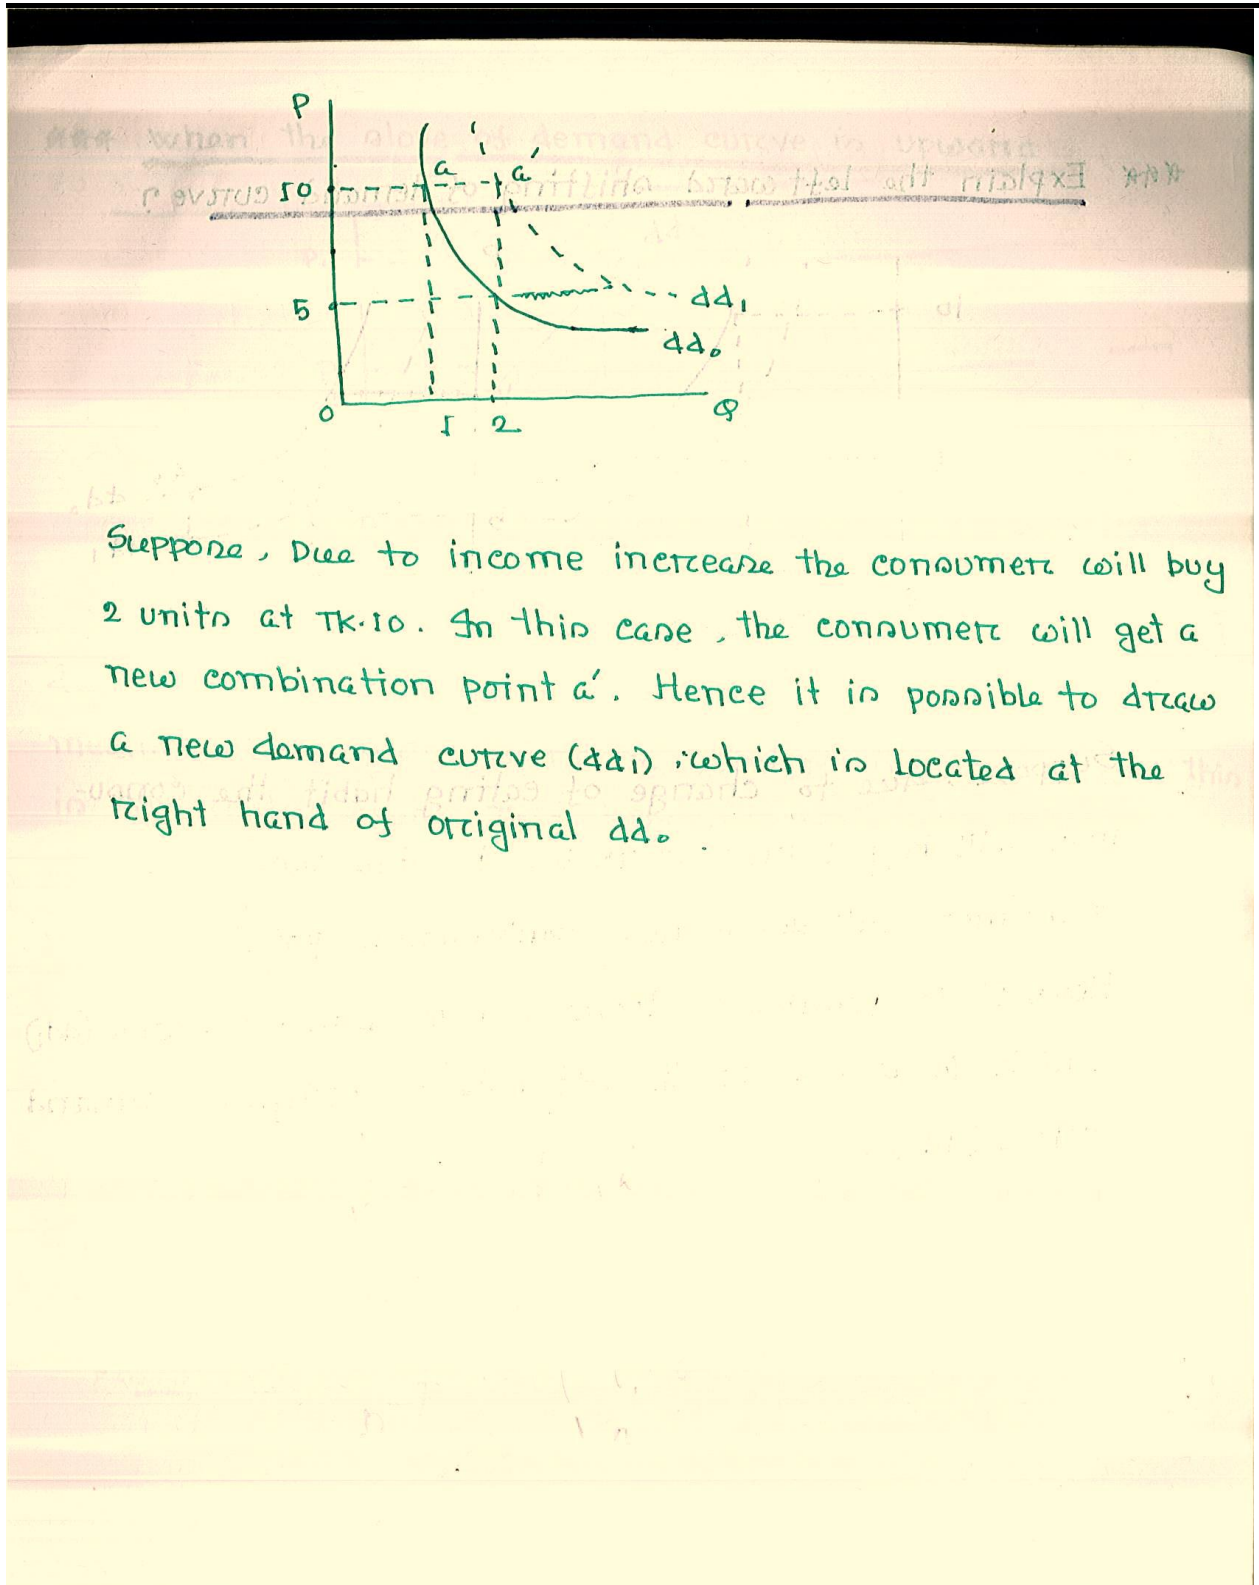 P
a a′
10
5
dd₁
dd₀
0 1 2 Q
Suppose, Due to income increase the consumer will buy
2 units at TK.10. In this case, the consumer will get a
new combination point a′. Hence it is possible to draw
a new demand curve (dd₁) which is located at the
right hand of original dd₀